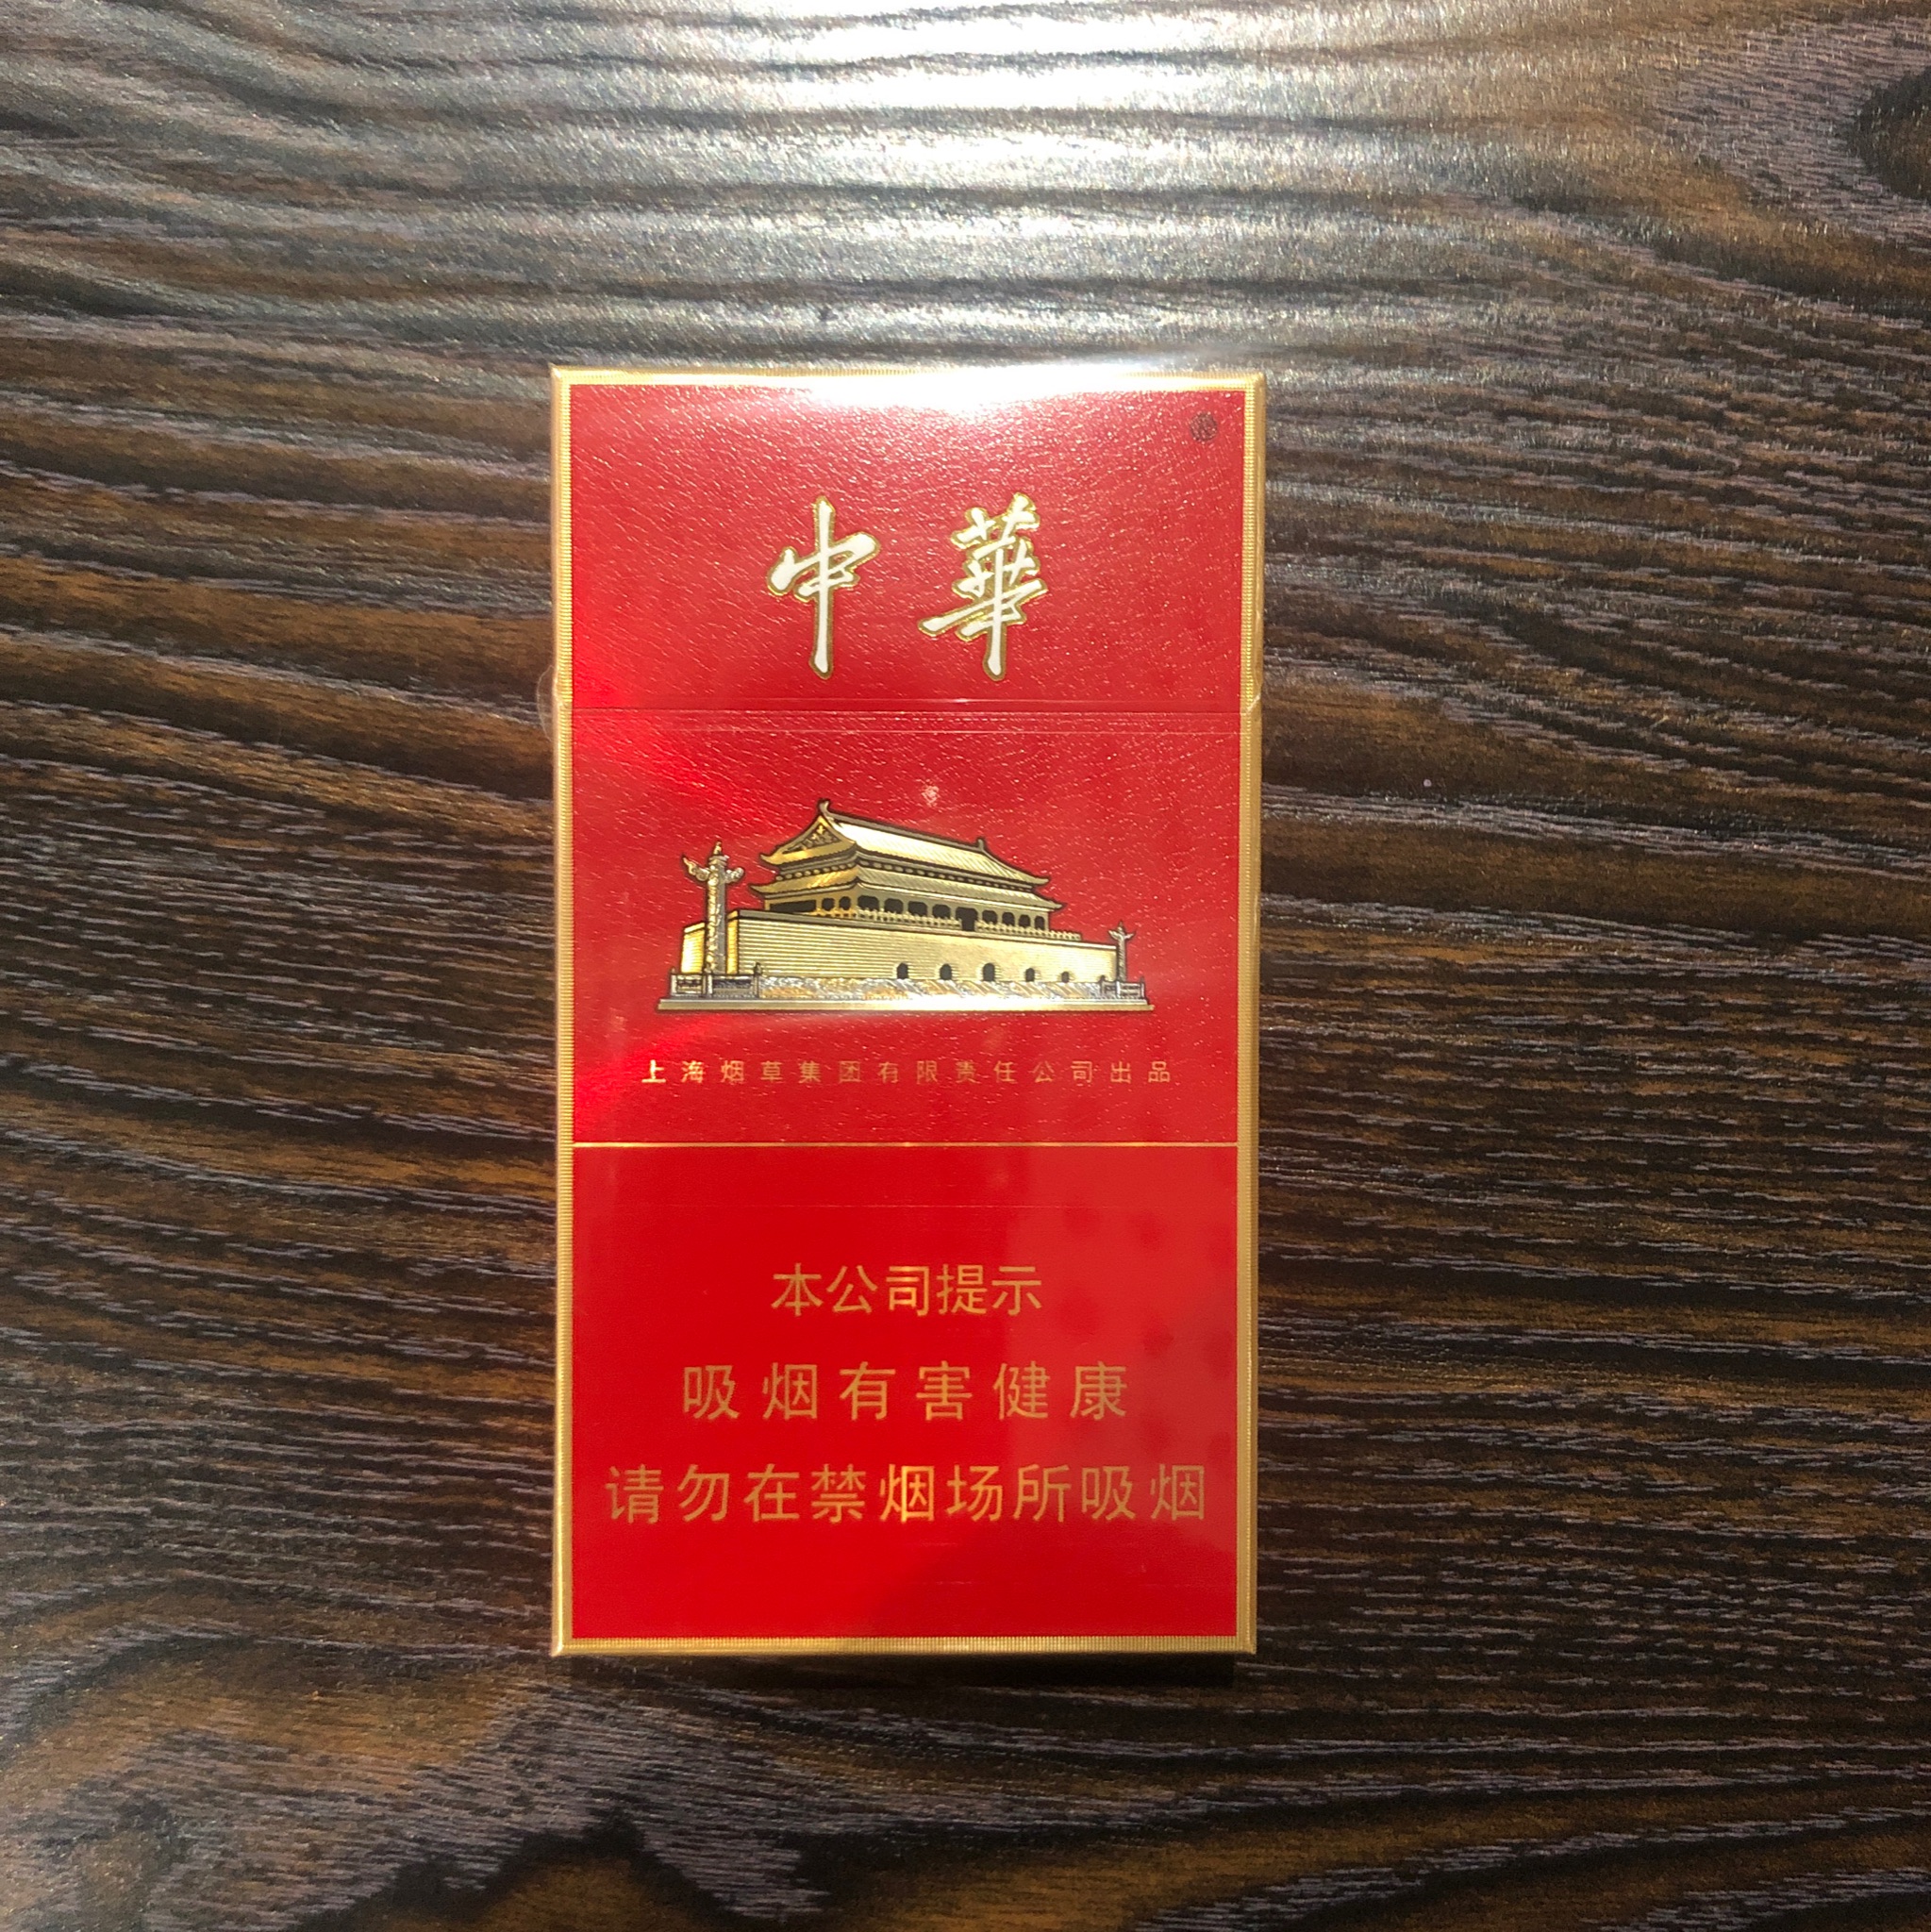 中華
上海烟草集团有限责任公司出品
本公司提示
吸烟有害健康
请勿在禁烟场所吸烟